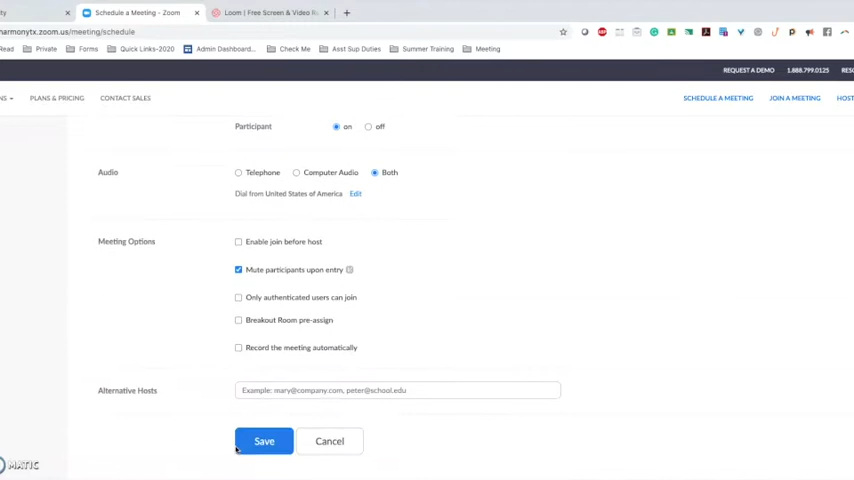 Schedule a Meeting - Zoom
Loom | Free Screen & Video Re
harmonytx.zoom.us/meeting/schedule
Read Private Forms Quick Links-2020 Admin Dashboard... Check Me Asst Sup Duties Summer Training Meeting
REQUEST A DEMO 1.888.799.0125 RESO
NS PLANS & PRICING CONTACT SALES SCHEDULE A MEETING JOIN A MEETING HOST
Participant on off
Audio Telephone Computer Audio Both
Dial from United States of America Edit
Meeting Options Enable join before host
Mute participants upon entry
Only authenticated users can join
Breakout Room pre-assign
Record the meeting automatically
Alternative Hosts Example: mary@company.com, peter@school.edu
Save Cancel
MATIC